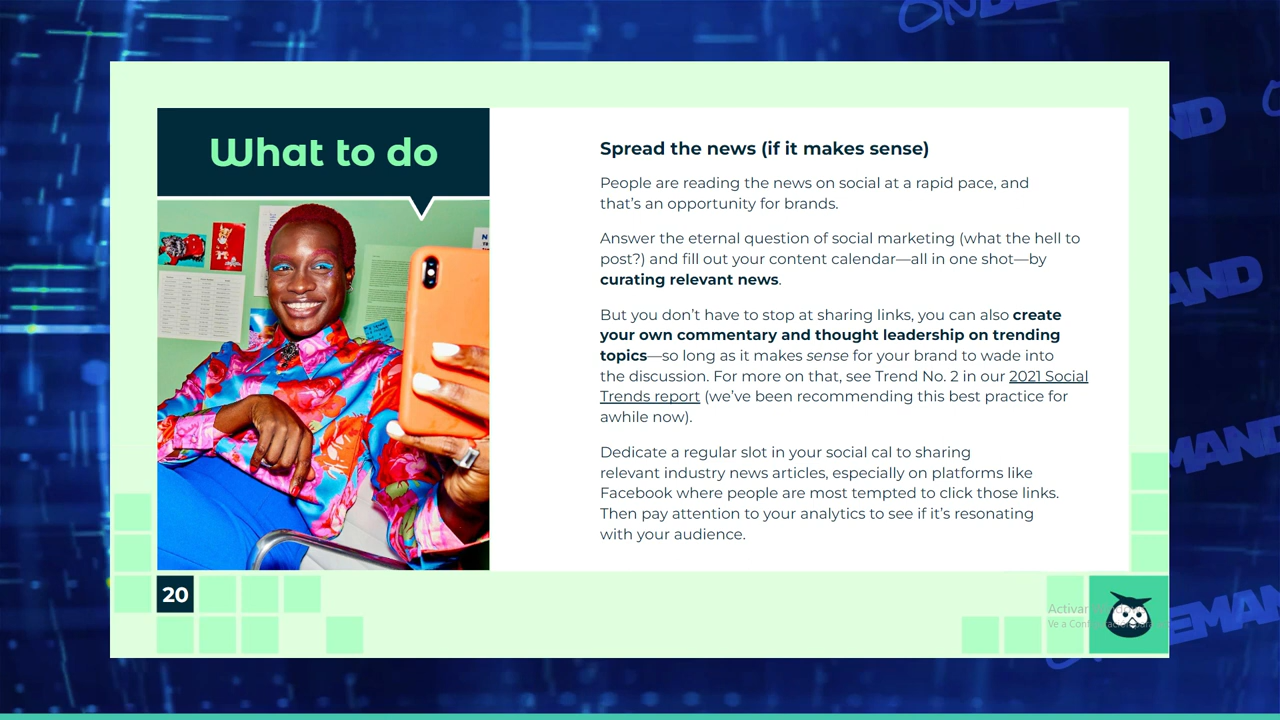 What to do
Spread the news (if it makes sense)
People are reading the news on social at a rapid pace, and
that's an opportunity for brands.
Answer the eternal question of social marketing (what the hell to
post?) and fill out your content calendar—all in one shot—by
curating relevant news.
But you don't have to stop at sharing links, you can also create
your own commentary and thought leadership on trending
topics—so long as it makes sense for your brand to wade into
the discussion. For more on that, see Trend No. 2 in our 2021 Social
Trends report (we've been recommending this best practice for
awhile now).
Dedicate a regular slot in your social cal to sharing
relevant industry news articles, especially on platforms like
Facebook where people are most tempted to click those links.
Then pay attention to your analytics to see if it's resonating
with your audience.
20
Activar
Ve a